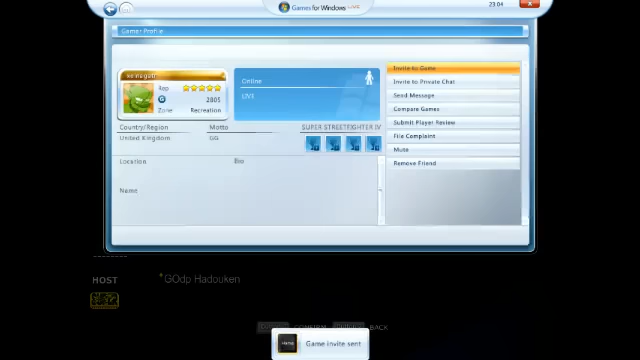 Games for Windows LIVE
23.04
Gamer Profile
Rep
2805
Zone Recreation
Online
LIVE
Invite to Game
Invite to Private Chat
Send Message
Compare Games
Submit Player Review
File Complaint
Mute
Remove Friend
Country/Region
United Kingdom
Motto
GG
SUPER STREETFIGHTER IV
Location
Bio
Name
HOST
GOdp Hadouken
CONFIRM
BACK
Game invite sent